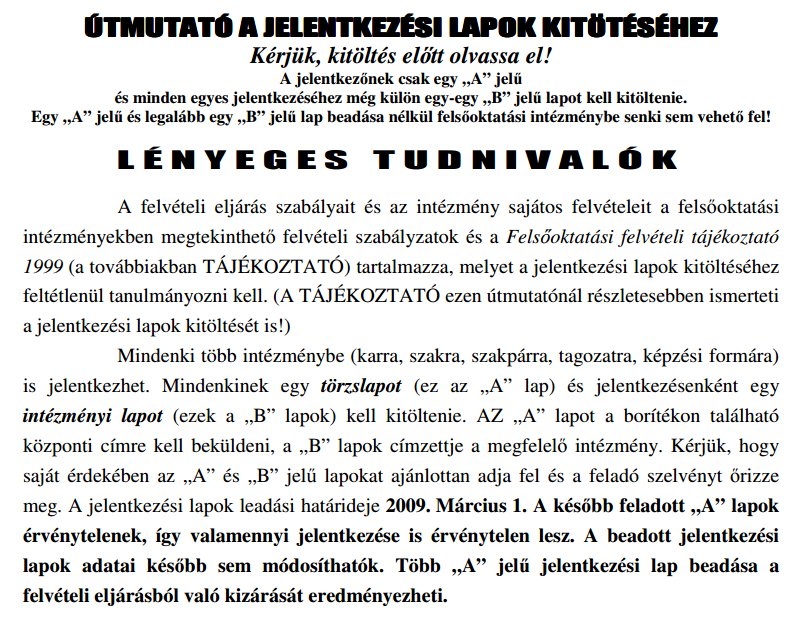 ÚTMUTATÓ A JELENTKEZÉSI LAPOK KITÖTÉSÉHEZ
Kérjük, kitöltés előtt olvassa el!
A jelentkezőnek csak egy „A” jelű
és minden egyes jelentkezéséhez még külön egy-egy „B” jelű lapot kell kitöltenie.
Egy „A” jelű és legalább egy „B” jelű lap beadása nélkül felsőoktatási intézménybe senki sem vehető fel!
LÉNYEGES TUDNIVALÓK
A felvételi eljárás szabályait és az intézmény sajátos felvételeit a felsőoktatási
intézményekben megtekinthető felvételi szabályzatok és a Felsőoktatási felvételi tájékoztató
1999 (a továbbiakban TÁJÉKOZTATÓ) tartalmazza, melyet a jelentkezési lapok kitöltéséhez
feltétlenül tanulmányozni kell. (A TÁJÉKOZTATÓ ezen útmutatónál részletesebben ismerteti
a jelentkezési lapok kitöltését is!)
Mindenki több intézménybe (karra, szakra, szakpárra, tagozatra, képzési formára)
is jelentkezhet. Mindenkinek egy törzslapot (ez az „A” lap) és jelentkezésenként egy
intézményi lapot (ezek a „B” lapok) kell kitöltenie. AZ „A” lapot a borítékon található
központi címre kell beküldeni, a „B” lapok címzettje a megfelelő intézmény. Kérjük, hogy
saját érdekében az „A” és „B” jelű lapokat ajánlottan adja fel és a feladó szelvényt őrizze
meg. A jelentkezési lapok leadási határideje 2009. Március 1. A később feladott „A” lapok
érvénytelenek, így valamennyi jelentkezése is érvénytelen lesz. A beadott jelentkezési
lapok adatai később sem módosíthatók. Több „A” jelű jelentkezési lap beadása a
felvételi eljárásból való kizárását eredményezheti.